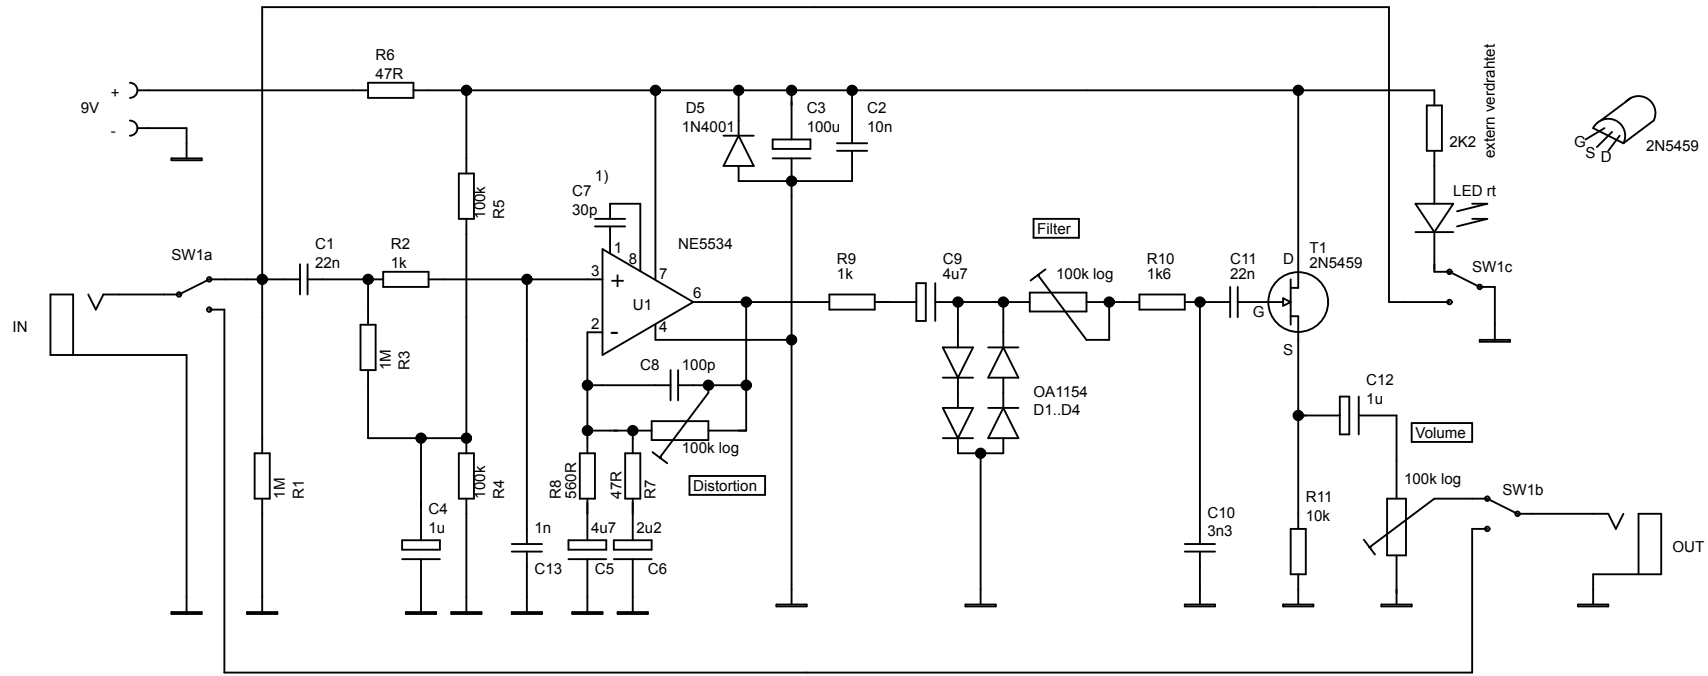 R6
47R
+
9V
-
D5
1N4001
C3
100u
C2
10n
2K2
extern verdrahtet
G
S
D
2N5459
1)
C7
30p
100k
R5
LED rt
SW1a
C1
22n
R2
1k
1
8
NE5534
7
3
+
U1
6
2
-
4
R9
1k
C9
4u7
Filter
100k log
R10
1k6
C11
22n
D
T1
2N5459
G
S
SW1c
IN
1M
R3
C8
100p
OA1154
D1..D4
C12
1u
Volume
100k log
Distortion
1M
R1
100k
R4
R8
560R
47R
R7
C4
1u
1n
C13
4u7
C5
2u2
C6
C10
3n3
R11
10k
100k log
SW1b
OUT